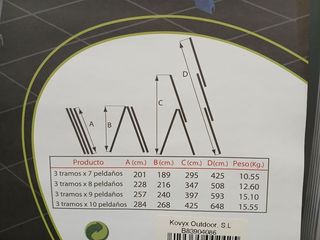 A
B
C
D
Producto A (cm.) B (cm.) C (cm.) D(cm.) Peso (Kg.)
3 tramos x 7 peldaños 201 189 295 425 10.55
3 tramos x 8 peldaños 228 216 347 508 12.60
3 tramos x 9 peldaños 257 240 397 593 15.10
3 tramos x 10 peldaños 284 268 425 648 15.55
Kovyx Outdoor, S.L
B83904086